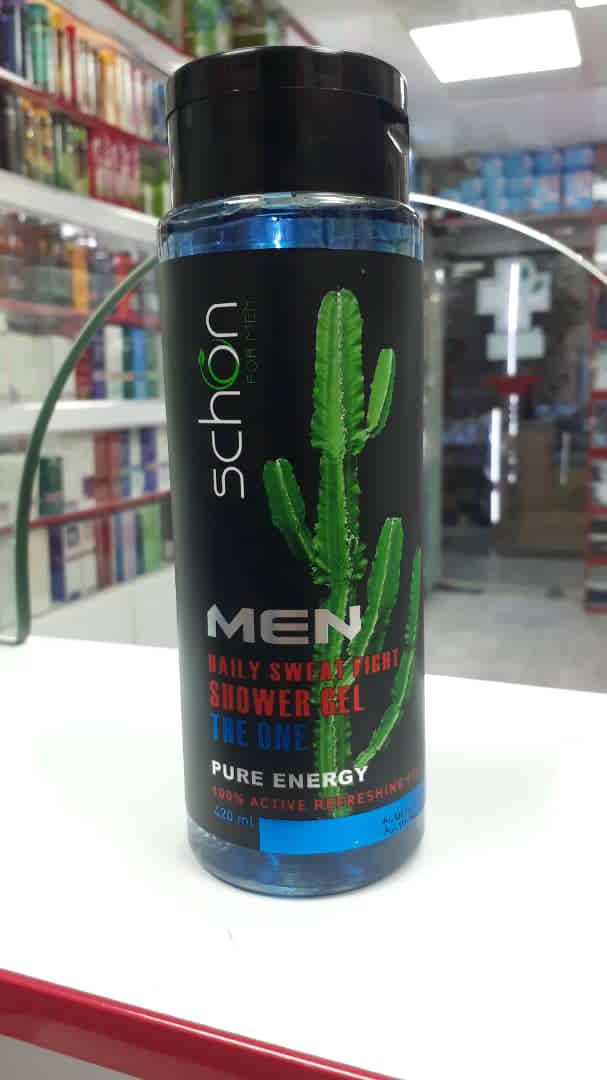 schon
FOR MEN
MEN
DAILY SWEAT FIGHT
SHOWER GEL
THE ONE
PURE ENERGY
100% ACTIVE REFRESHING
420 ml